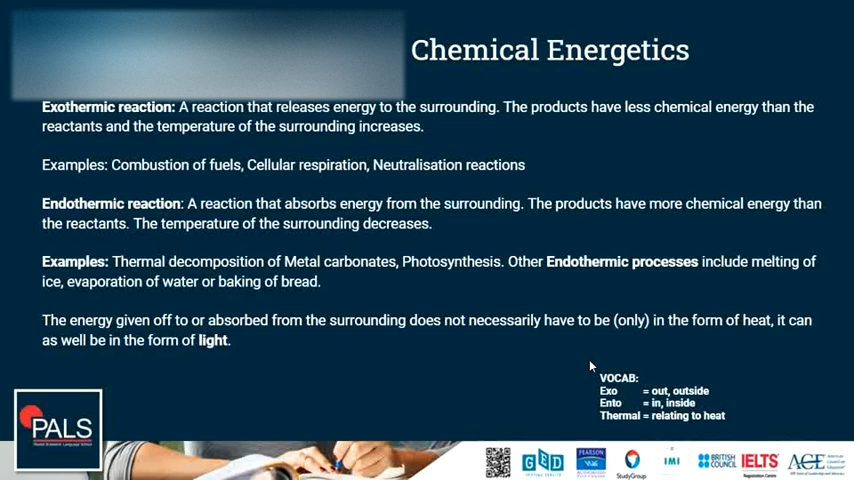 Chemical Energetics
Exothermic reaction: A reaction that releases energy to the surrounding. The products have less chemical energy than the
reactants and the temperature of the surrounding increases.
Examples: Combustion of fuels, Cellular respiration, Neutralisation reactions
Endothermic reaction: A reaction that absorbs energy from the surrounding. The products have more chemical energy than
the reactants. The temperature of the surrounding decreases.
Examples: Thermal decomposition of Metal carbonates, Photosynthesis. Other Endothermic processes include melting of
ice, evaporation of water or baking of bread.
The energy given off to or absorbed from the surrounding does not necessarily have to be (only) in the form of heat, it can
as well be in the form of light.
VOCAB:
Exo = out, outside
Ento = in, inside
Thermal = relating to heat
PALS
GED
PEARSON
StudyGroup
IMI
BRITISH
COUNCIL
IELTS
ACE